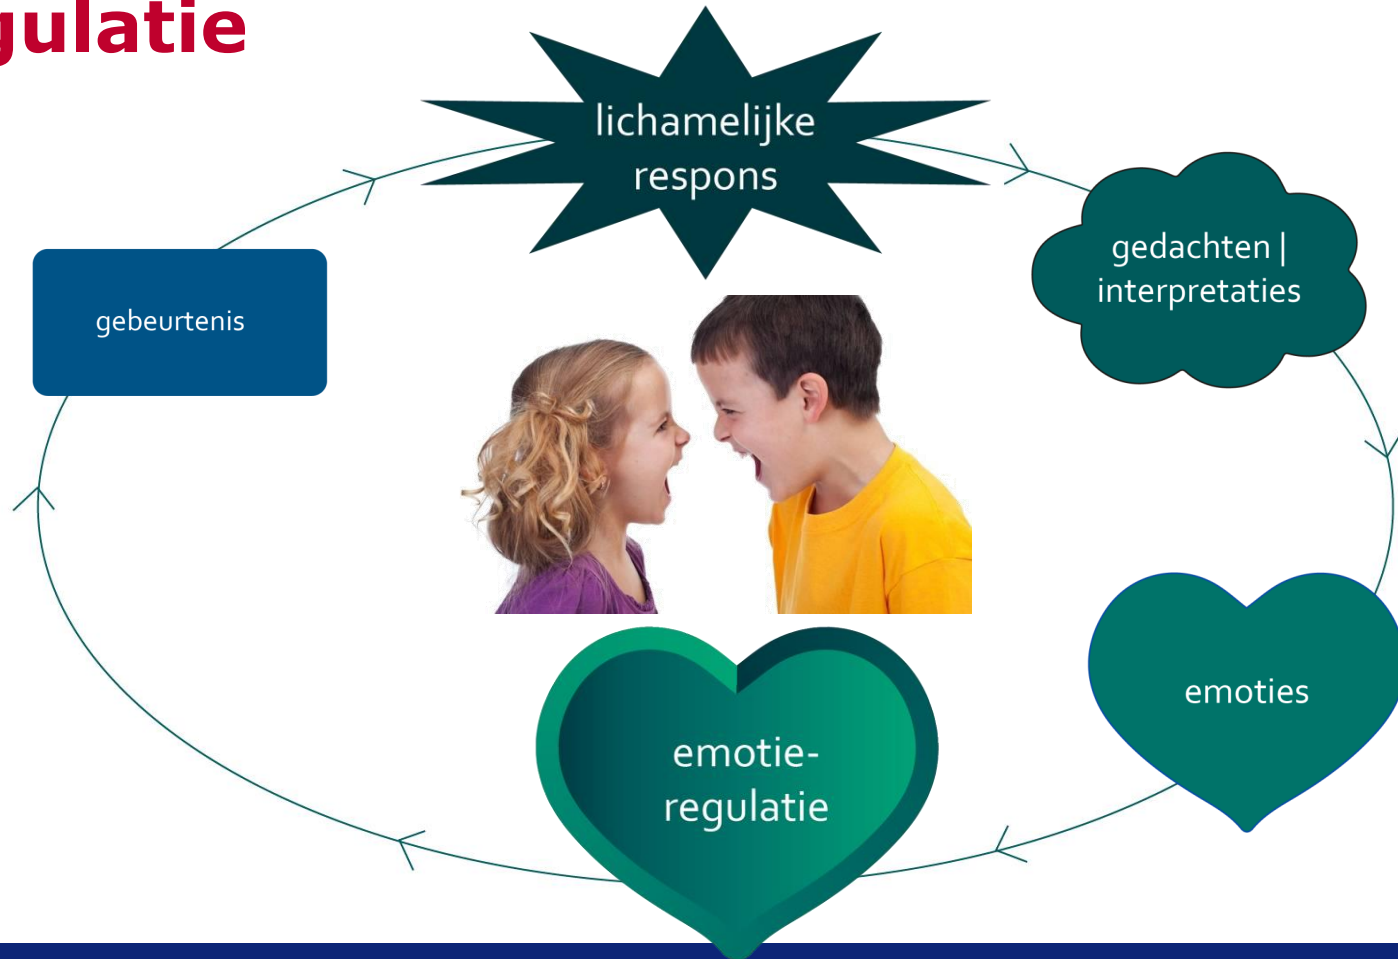 gulatie
lichamelijke
respons
gedachten |
interpretaties
gebeurtenis
emoties
emotie-
regulatie